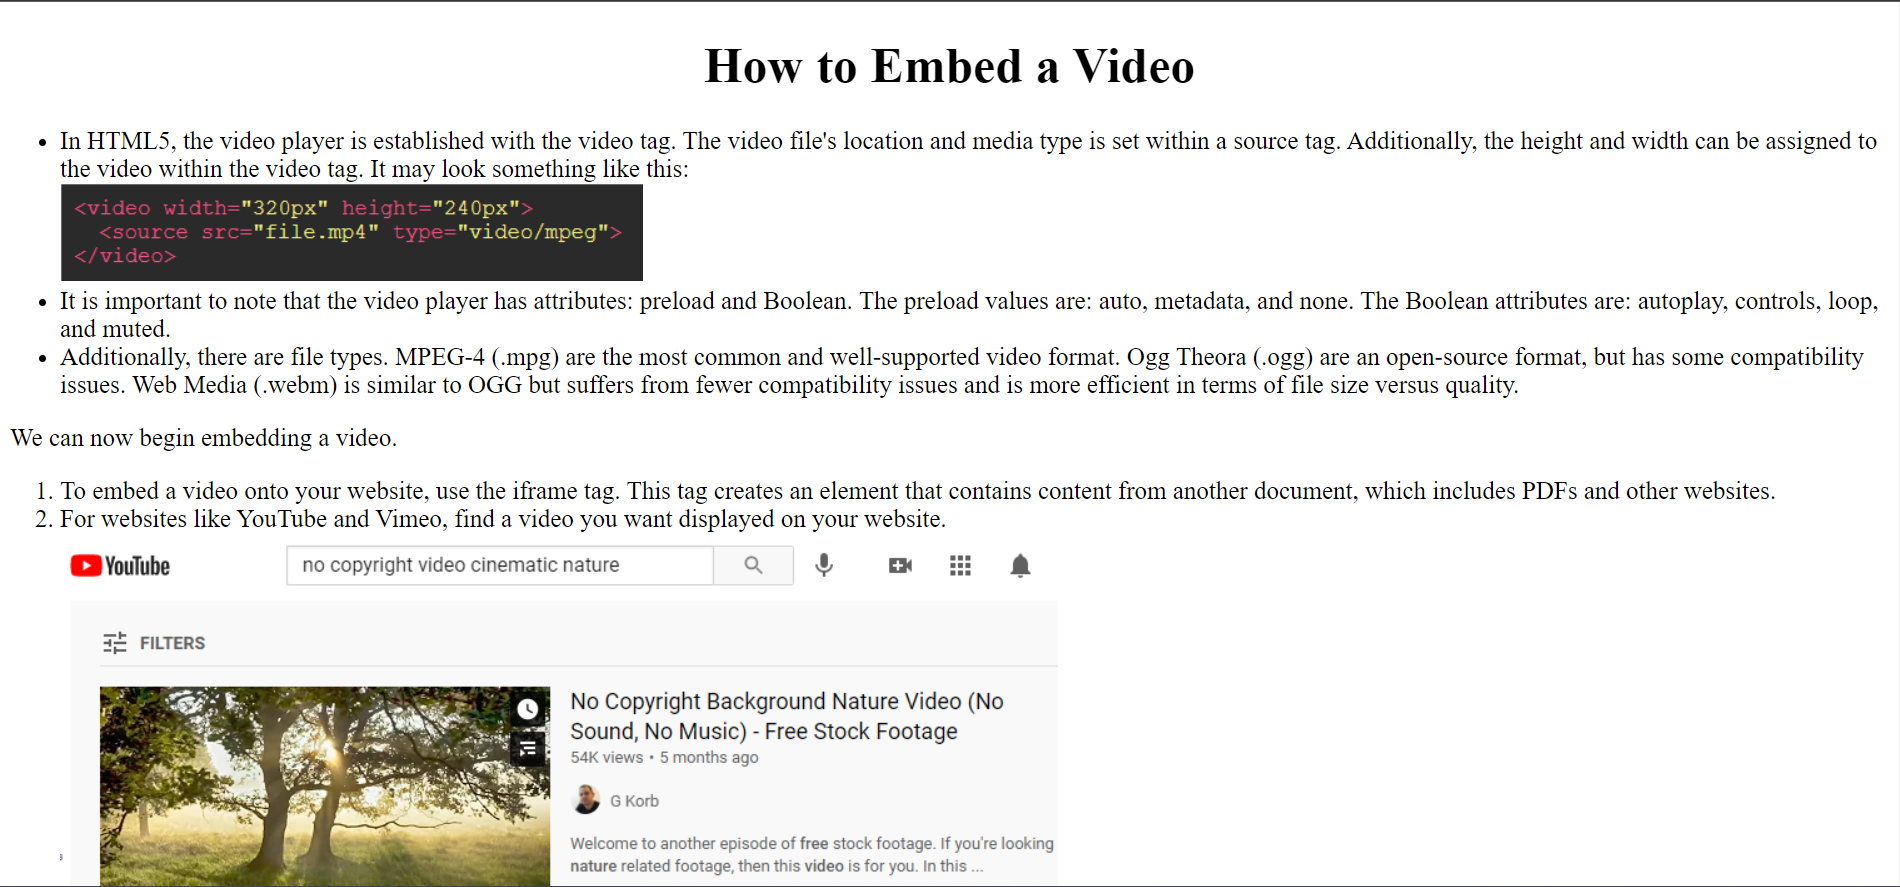 How to Embed a Video
• In HTML5, the video player is established with the video tag. The video file's location and media type is set within a source tag. Additionally, the height and width can be assigned to
the video within the video tag. It may look something like this:
<video width="320px" height="240px">
<source src="file.mp4" type="video/mpeg">
</video>
• It is important to note that the video player has attributes: preload and Boolean. The preload values are: auto, metadata, and none. The Boolean attributes are: autoplay, controls, loop,
and muted.
• Additionally, there are file types. MPEG-4 (.mpg) are the most common and well-supported video format. Ogg Theora (.ogg) are an open-source format, but has some compatibility
issues. Web Media (.webm) is similar to OGG but suffers from fewer compatibility issues and is more efficient in terms of file size versus quality.
We can now begin embedding a video.
1. To embed a video onto your website, use the iframe tag. This tag creates an element that contains content from another document, which includes PDFs and other websites.
2. For websites like YouTube and Vimeo, find a video you want displayed on your website.
YouTube
no copyright video cinematic nature
FILTERS
No Copyright Background Nature Video (No
Sound, No Music) - Free Stock Footage
54K views • 5 months ago
G Korb
Welcome to another episode of free stock footage. If you're looking
nature related footage, then this video is for you. In this ...